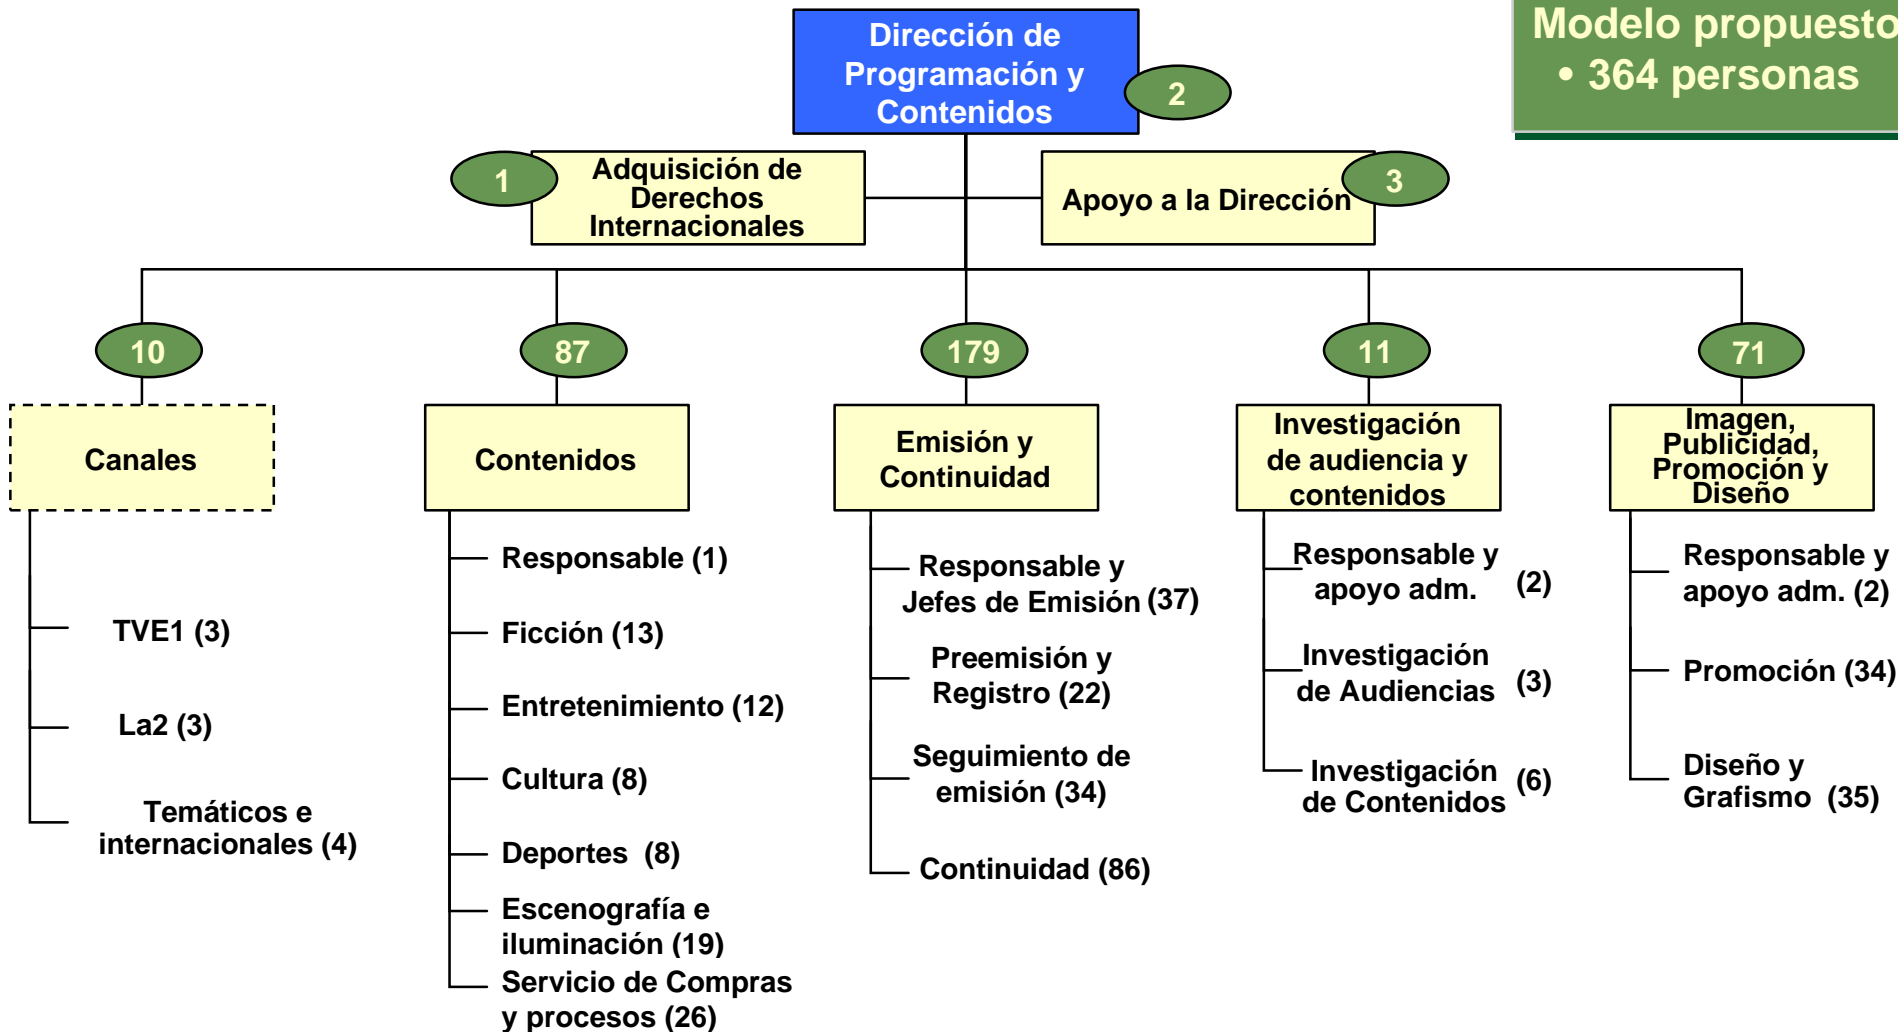 Modelo propuesto
• 364 personas
Dirección de
Programación y
Contenidos
2
1
Adquisición de
Derechos
Internacionales
Apoyo a la Dirección
3
10
87
179
11
71
Canales
TVE1 (3)
La2 (3)
Temáticos e
internacionales (4)
Contenidos
Responsable (1)
Ficción (13)
Entretenimiento (12)
Cultura (8)
Deportes (8)
Escenografía e
iluminación (19)
Servicio de Compras
y procesos (26)
Emisión y
Continuidad
Responsable y
Jefes de Emisión (37)
Preemisión y
Registro (22)
Seguimiento de
emisión (34)
Continuidad (86)
Investigación
de audiencia y
contenidos
Responsable y
apoyo adm. (2)
Investigación
de Audiencias (3)
Investigación
de Contenidos (6)
Imagen,
Publicidad,
Promoción y
Diseño
Responsable y
apoyo adm. (2)
Promoción (34)
Diseño y
Grafismo (35)